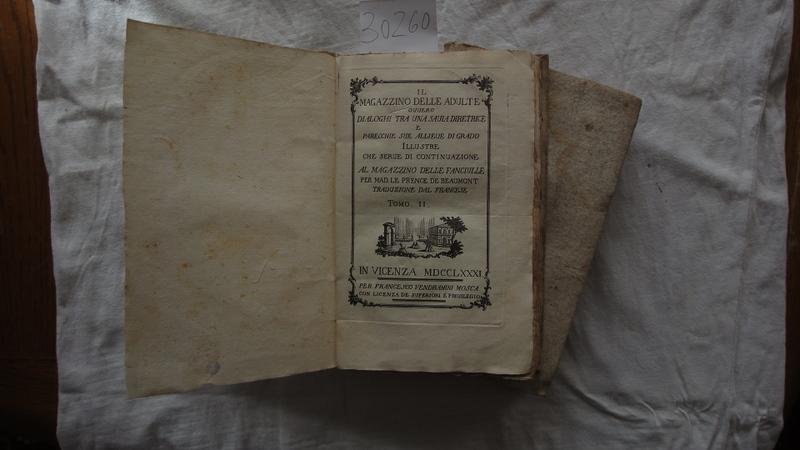 30260
IL
MAGAZZINO DELLE ADULTE
OVVERO
DIALOGHI TRA UNA SAVIA DIRETRICE
E
PARECCHIE SUE ALLIEVE DI GRADO
ILLUSTRE
CHE SERVE DI CONTINUAZIONE
AL MAGAZZINO DELLE FANCIULLE
PER MAD. LE PRENCE DE BEAUMONT
TRADUZIONE DAL FRANCESE
TOMO II.
IN VICENZA MDCCLXXXI
PER FRANCESCO VENDRAMINI MOSCA
CON LICENZA DE SUPERIORI E PRIVILEGIO